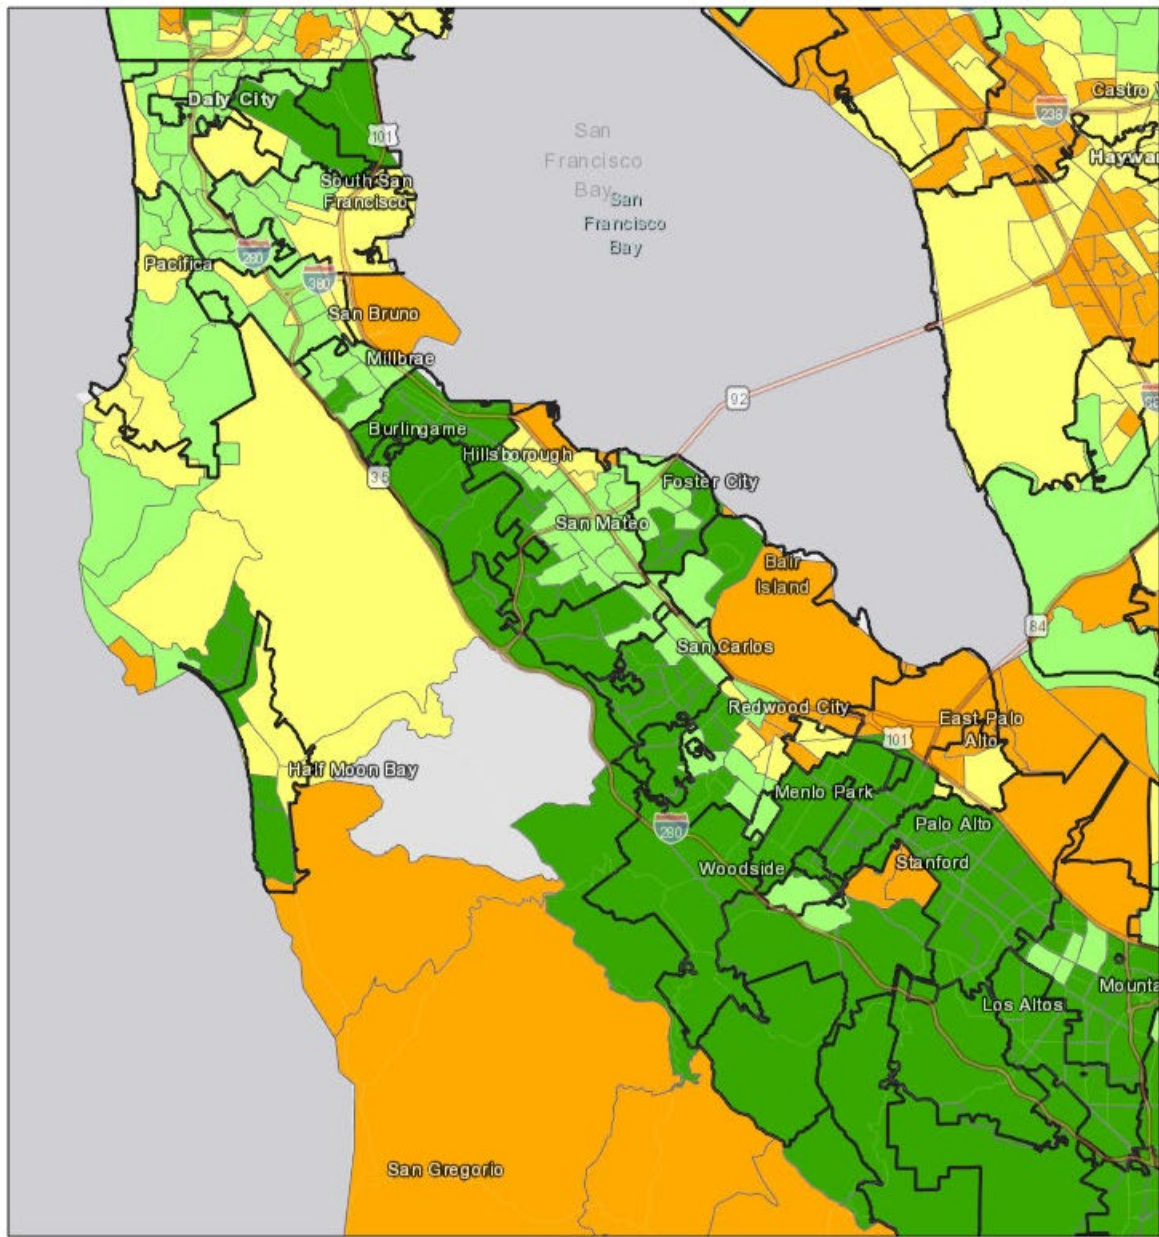 Daly City
101
San
Francisco
Bay
San
Francisco
Bay
238
Castro V
Haywar
South San
Francisco
Pacifica
280
380
San Bruno
Millbrae
92
Burlingame
Hillsborough
35
Foster City
San Mateo
Bair
Island
84
San Carlos
Redwood City
East Palo
Alto
101
Half Moon Bay
Menlo Park
280
Palo Alto
Woodside
Stanford
Los Altos
Mounta
San Gregorio